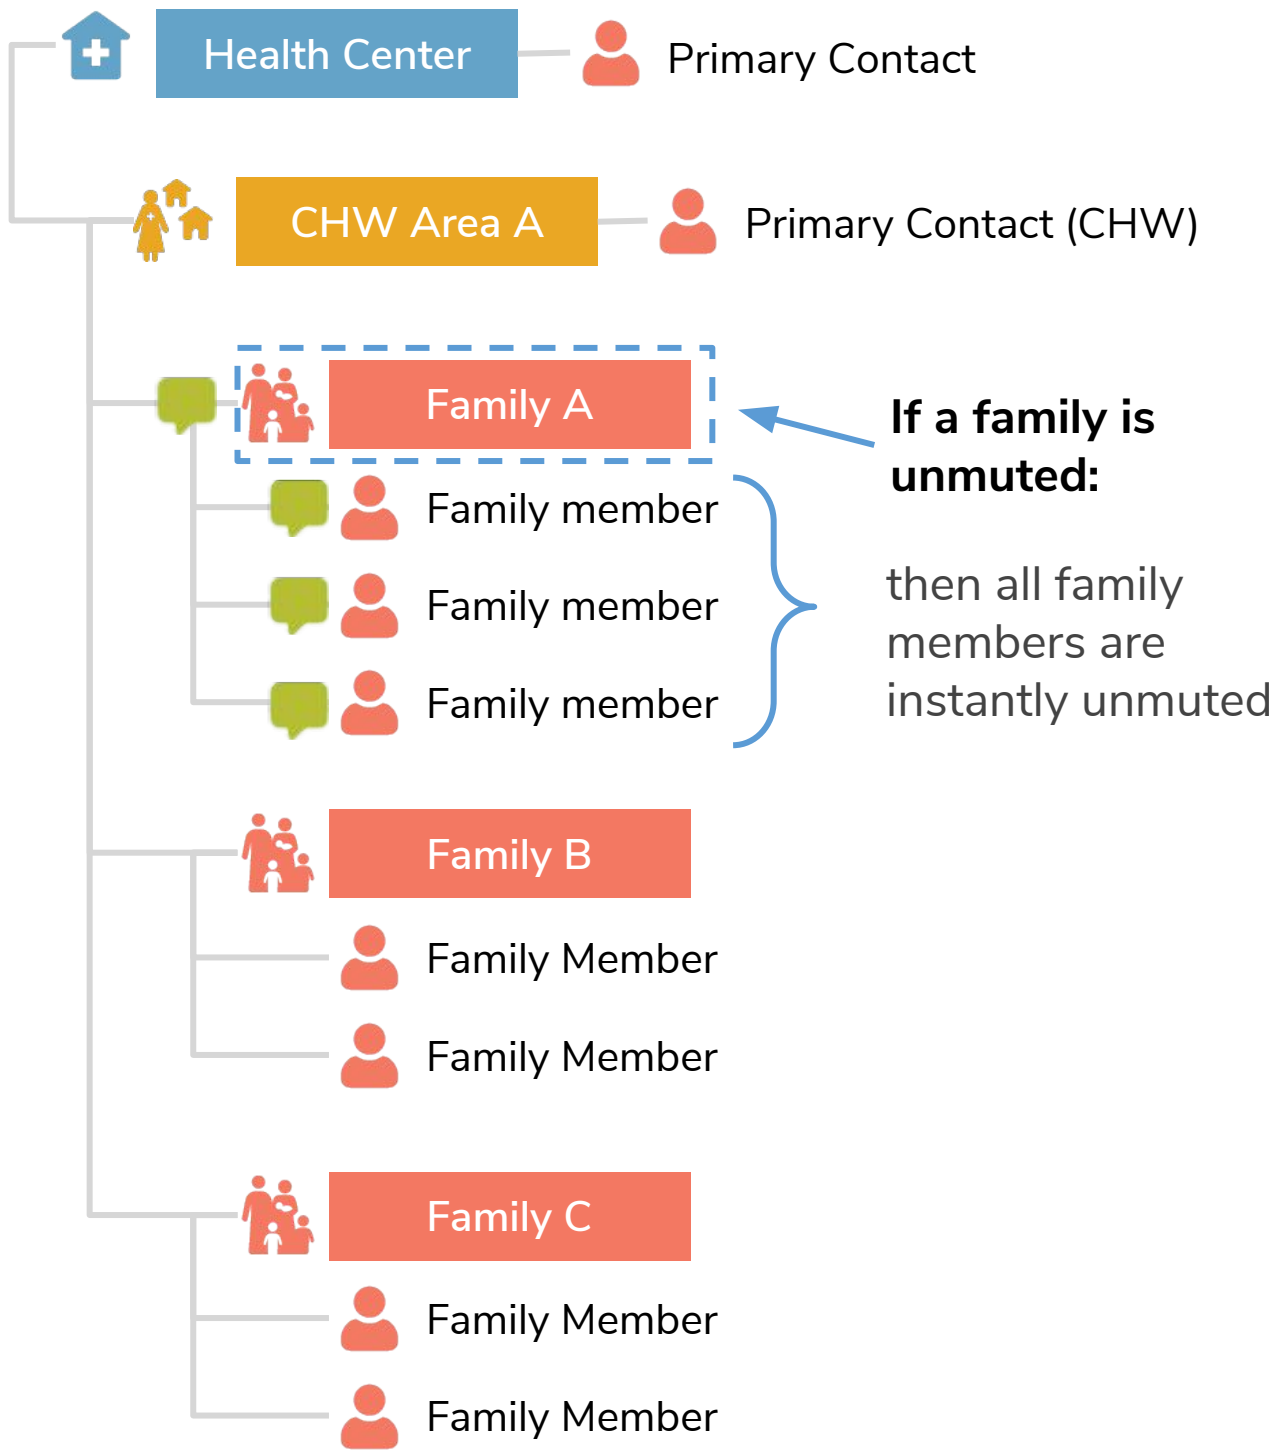 Health Center
Primary Contact
CHW Area A
Primary Contact (CHW)
Family A
If a family is
unmuted:
Family member
then all family
Family member
members are
instantly unmuted
Family member
Family B
Family Member
Family Member
Family C
Family Member
Family Member